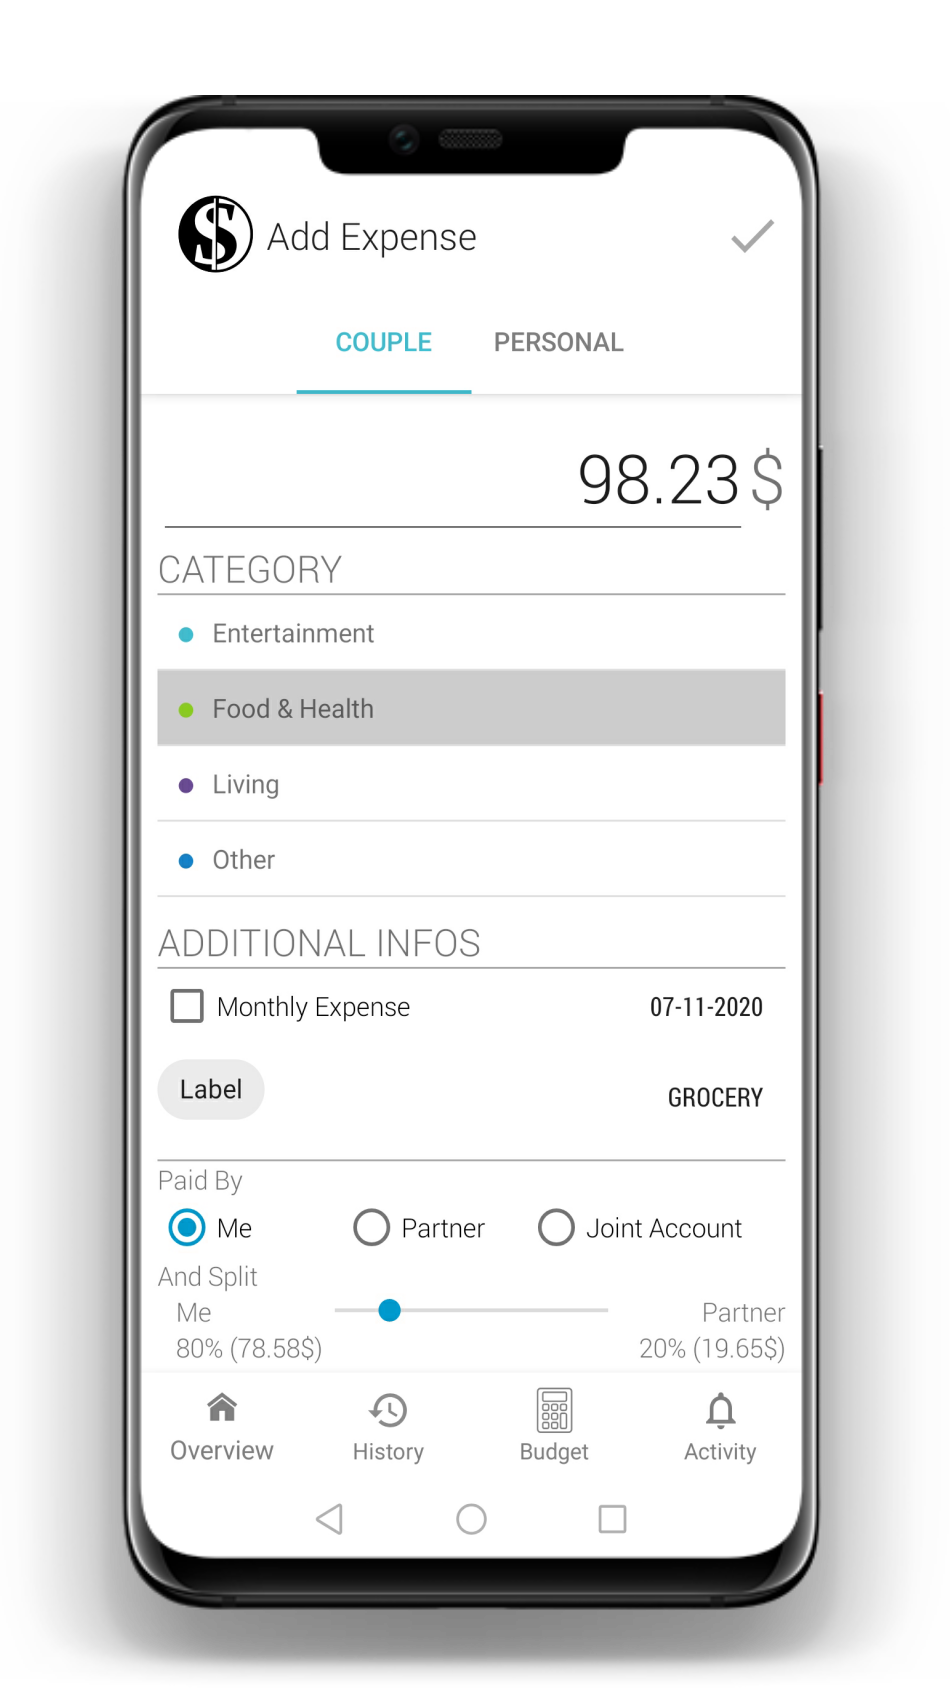 $ Add Expense
COUPLE PERSONAL
98.23 $
CATEGORY
Entertainment
Food & Health
Living
Other
ADDITIONAL INFOS
Monthly Expense 07-11-2020
Label GROCERY
Paid By
Me Partner Joint Account
And Split
Me Partner
80% (78.58$) 20% (19.65$)
Overview History Budget Activity